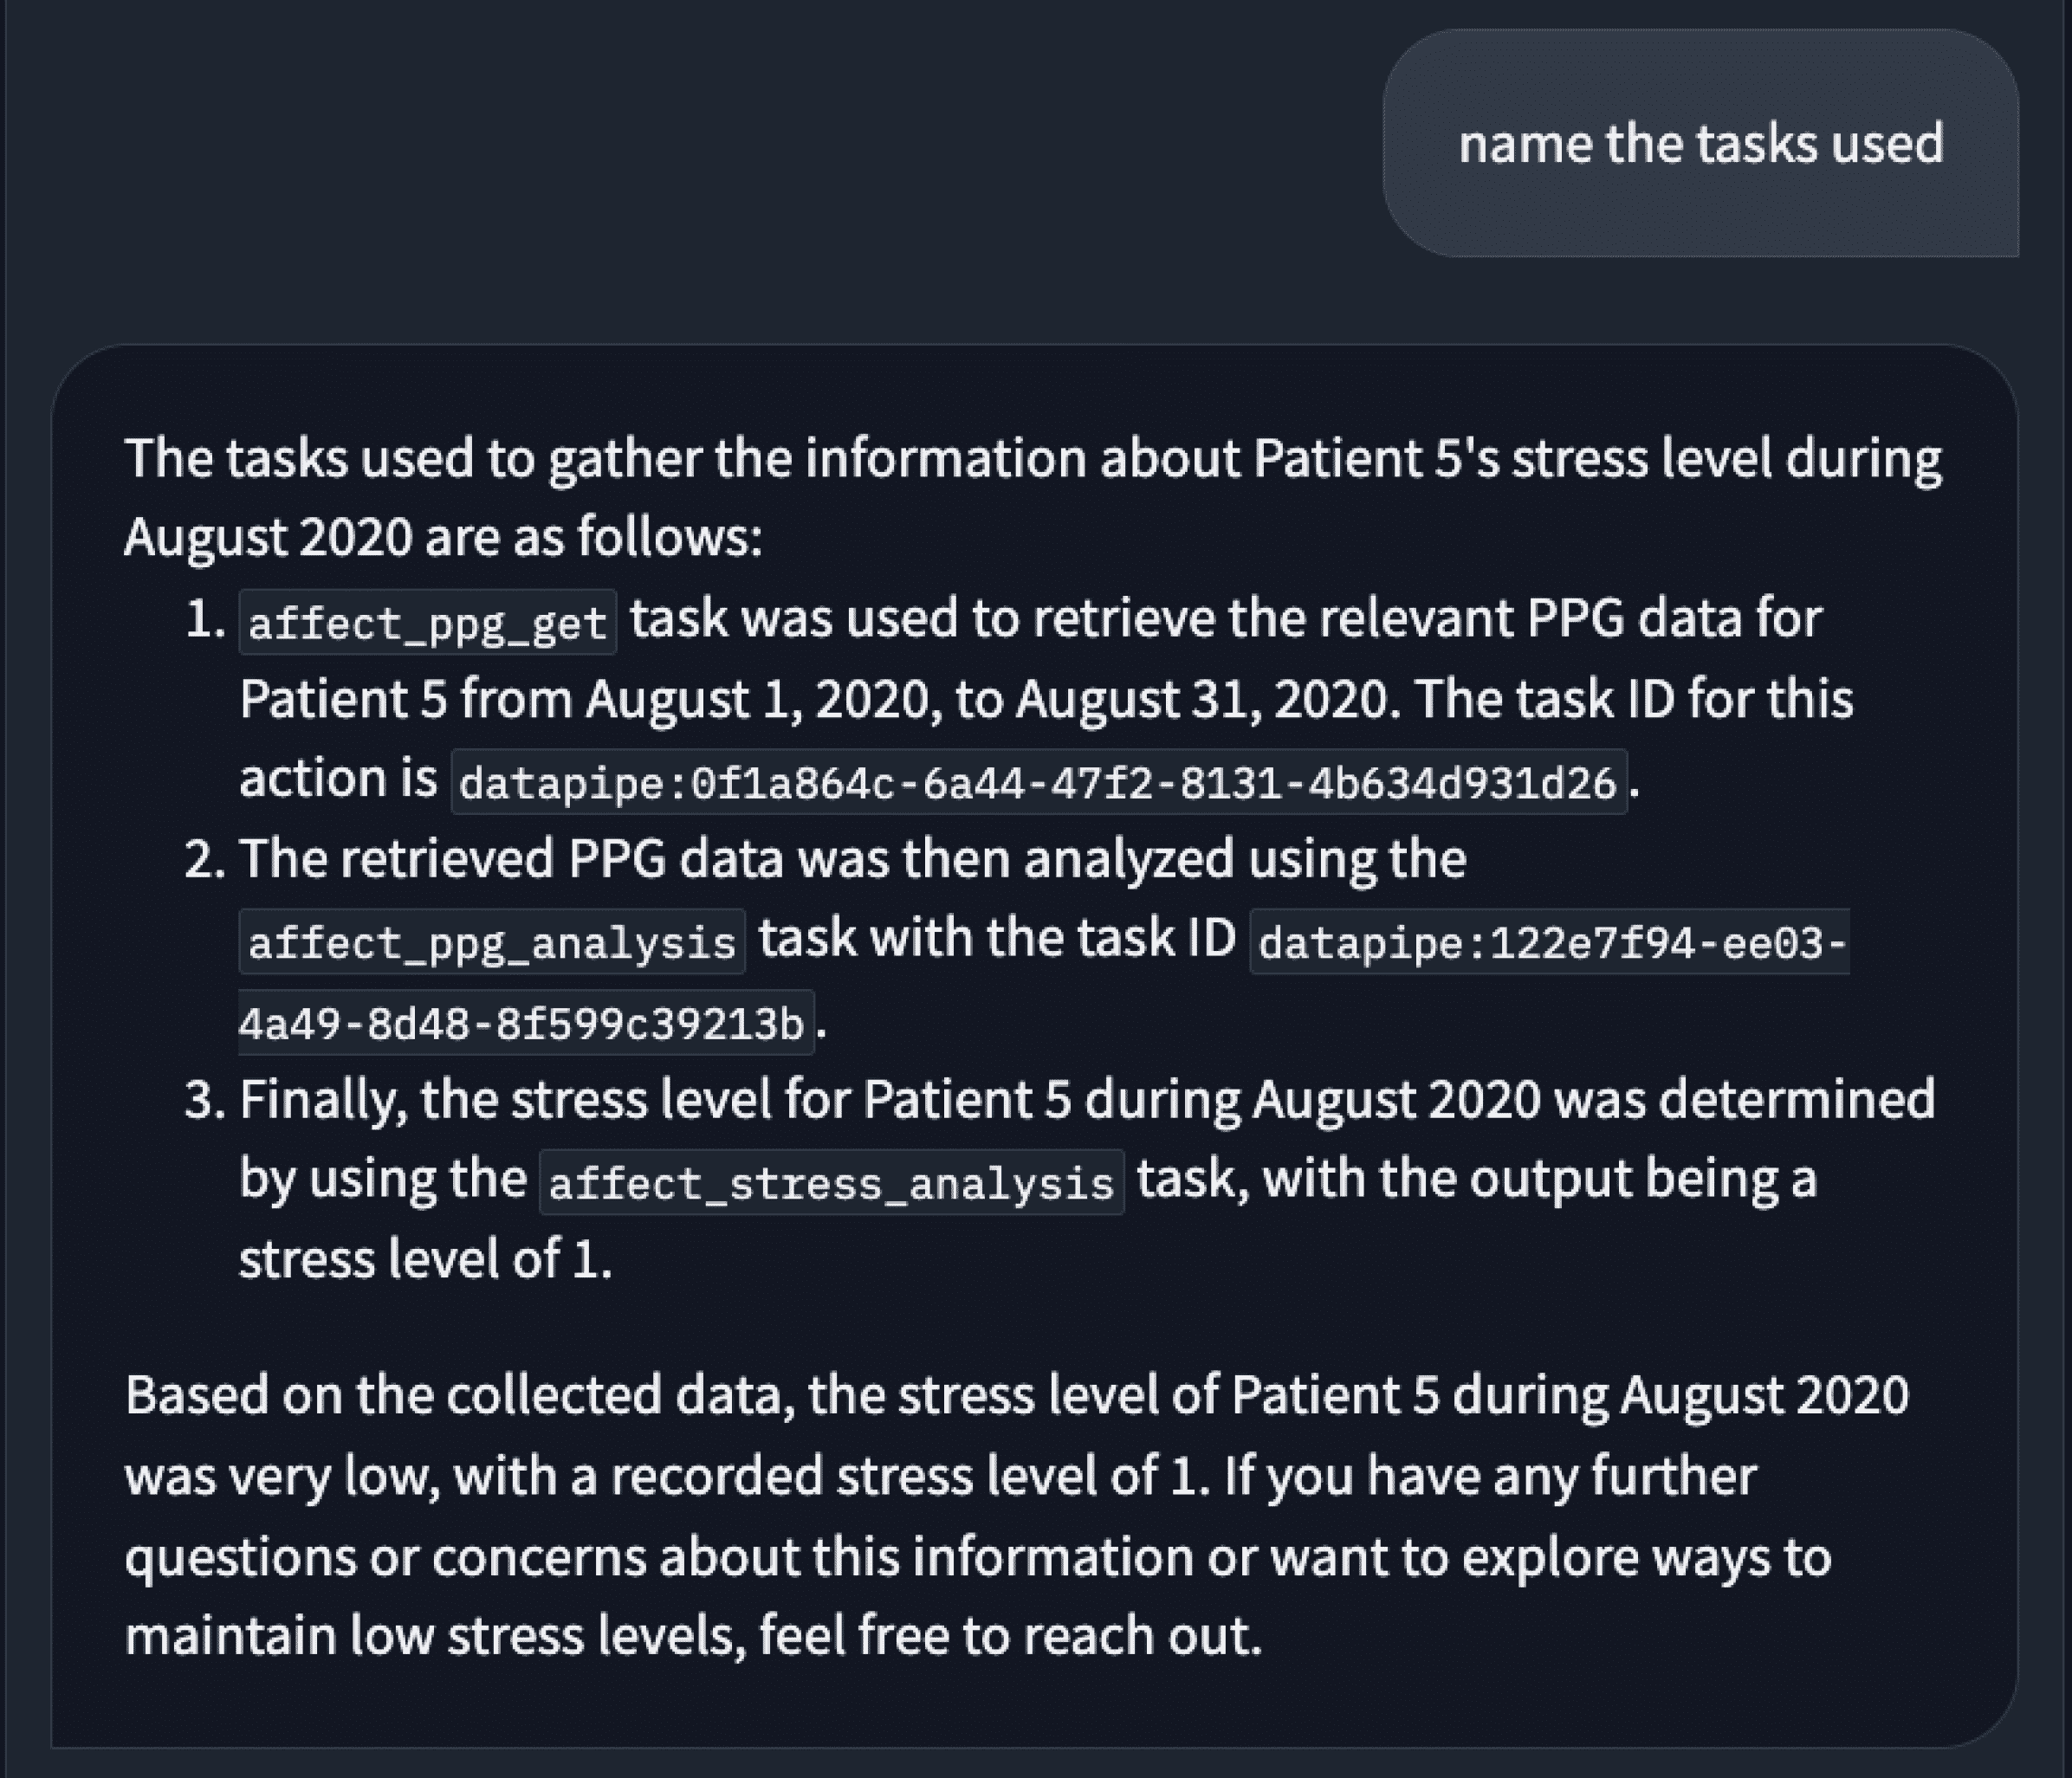 name the tasks used
The tasks used to gather the information about Patient 5's stress level during
August 2020 are as follows:
1. affect_ppg_get task was used to retrieve the relevant PPG data for
Patient 5 from August 1, 2020, to August 31, 2020. The task ID for this
action is datapipe:0f1a864c-6a44-47f2-8131-4b634d931d26.
2. The retrieved PPG data was then analyzed using the
affect_ppg_analysis task with the task ID datapipe:122e7f94-ee03-
4a49-8d48-8f599c39213b.
3. Finally, the stress level for Patient 5 during August 2020 was determined
by using the affect_stress_analysis task, with the output being a
stress level of 1.
Based on the collected data, the stress level of Patient 5 during August 2020
was very low, with a recorded stress level of 1. If you have any further
questions or concerns about this information or want to explore ways to
maintain low stress levels, feel free to reach out.